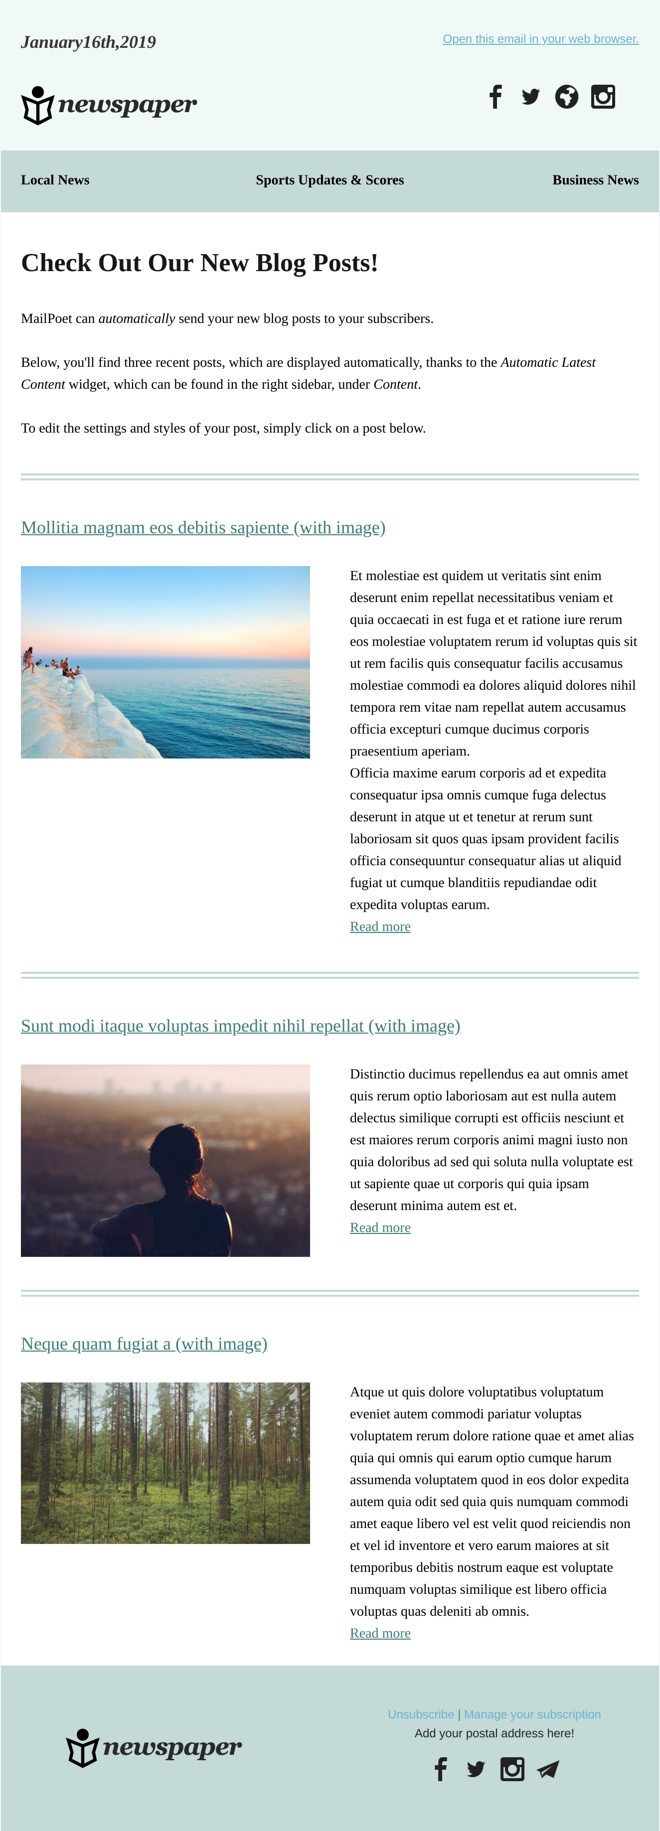 January16th,2019
Open this email in your web browser.
newspaper
Local News
Sports Updates & Scores
Business News
Check Out Our New Blog Posts!
MailPoet can automatically send your new blog posts to your subscribers.
Below, you'll find three recent posts, which are displayed automatically, thanks to the Automatic Latest
Content widget, which can be found in the right sidebar, under Content.
To edit the settings and styles of your post, simply click on a post below.
Mollitia magnam eos debitis sapiente (with image)
Et molestiae est quidem ut veritatis sint enim
deserunt enim repellat necessitatibus veniam et
quia occaecati in est fuga et et ratione iure rerum
eos molestiae voluptatem rerum id voluptas quis sit
ut rem facilis quis consequatur facilis accusamus
molestiae commodi ea dolores aliquid dolores nihil
tempora rem vitae nam repellat autem accusamus
officia excepturi cumque ducimus corporis
praesentium aperiam.
Officia maxime earum corporis ad et expedita
consequatur ipsa omnis cumque fuga delectus
deserunt in atque ut et tenetur at rerum sunt
laboriosam sit quos quas ipsam provident facilis
officia consequuntur consequatur alias ut aliquid
fugiat ut cumque blanditiis repudiandae odit
expedita voluptas earum.
Read more
Sunt modi itaque voluptas impedit nihil repellat (with image)
Distinctio ducimus repellendus ea aut omnis amet
quis rerum optio laboriosam aut est nulla autem
delectus similique corrupti est officiis nesciunt et
est maiores rerum corporis animi magni iusto non
quia doloribus ad sed qui soluta nulla voluptate est
ut sapiente quae ut corporis qui quia ipsam
deserunt minima autem est et.
Read more
Neque quam fugiat a (with image)
Atque ut quis dolore voluptatibus voluptatum
eveniet autem commodi pariatur voluptas
voluptatem rerum dolore ratione quae et amet alias
quia qui omnis qui earum optio cumque harum
assumenda voluptatem quod in eos dolor expedita
autem quia odit sed quia quis numquam commodi
amet eaque libero vel est velit quod reiciendis non
et vel id inventore et vero earum maiores at sit
temporibus debitis nostrum eaque est voluptate
numquam voluptas similique est libero officia
voluptas quas deleniti ab omnis.
Read more
newspaper
Unsubscribe | Manage your subscription
Add your postal address here!